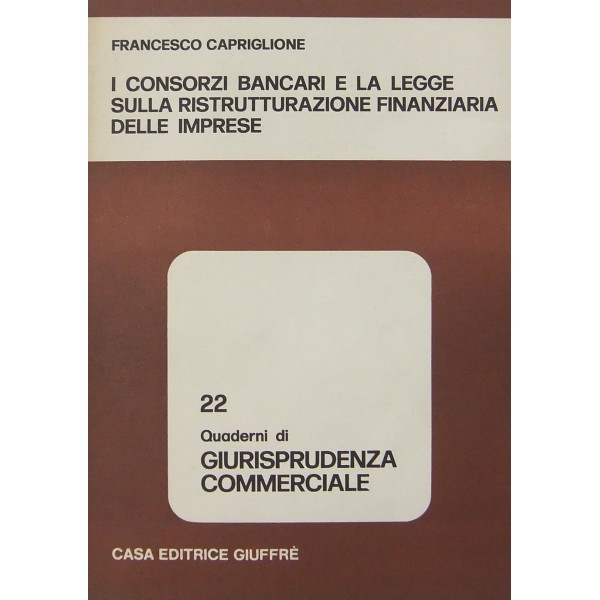 FRANCESCO CAPRIGLIONE
I CONSORZI BANCARI E LA LEGGE
SULLA RISTRUTTURAZIONE FINANZIARIA
DELLE IMPRESE
22
Quaderni di
GIURISPRUDENZA
COMMERCIALE
CASA EDITRICE GIUFFRÈ